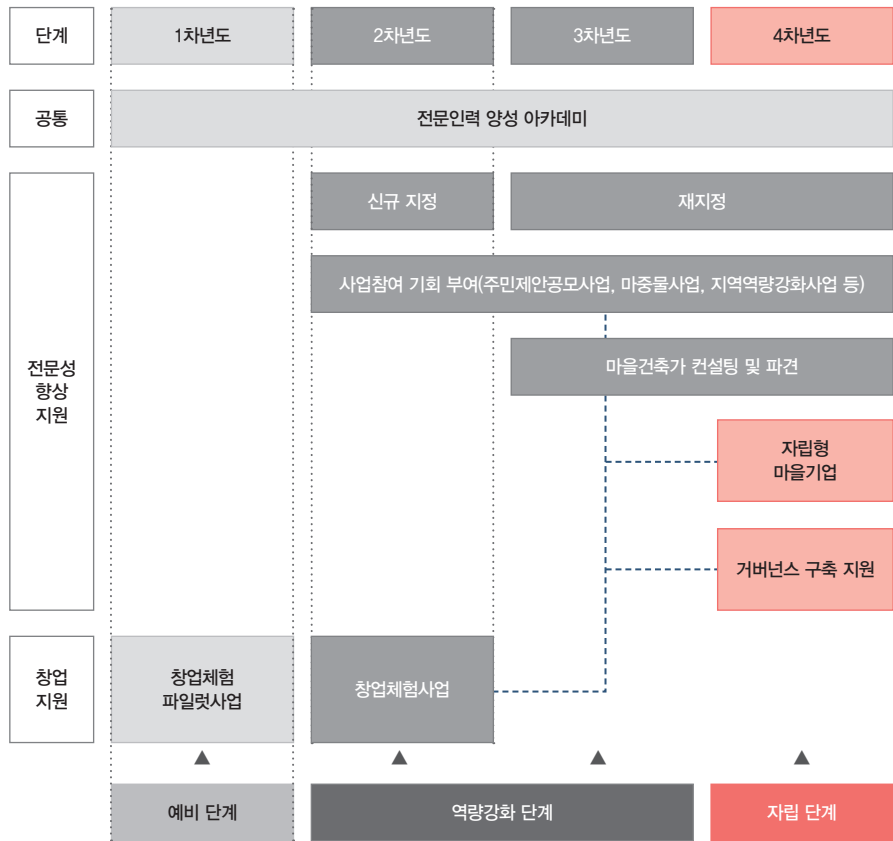 단계
1차년도
2차년도
3차년도
4차년도
공통
전문인력 양성 아카데미
전문성
향상
지원
신규 지정
재지정
사업참여 기회 부여(주민제안공모사업, 마중물사업, 지역역량강화사업 등)
마을건축가 컨설팅 및 파견
자립형
마을기업
거버넌스 구축 지원
창업
지원
창업체험
파일럿사업
창업체험사업
예비 단계
역량강화 단계
자립 단계